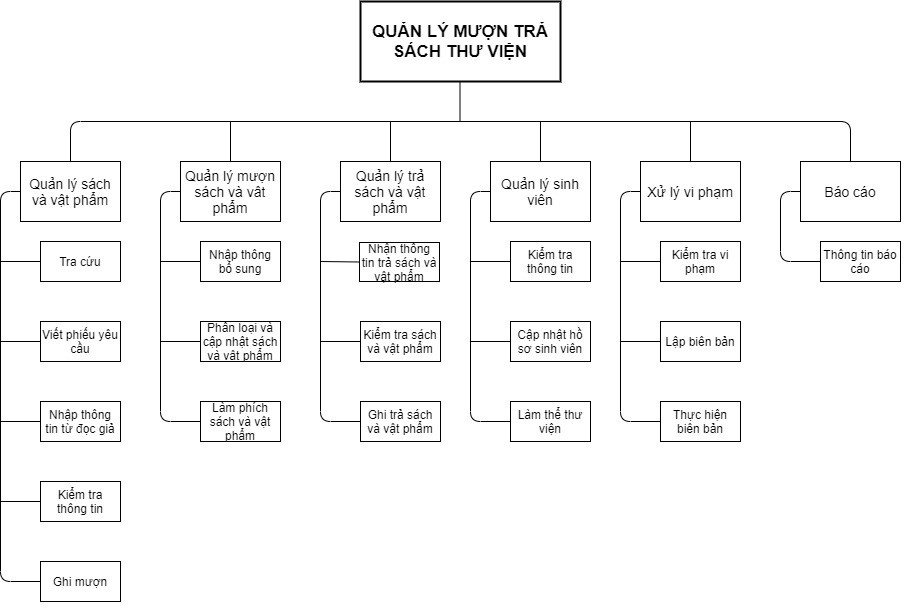 QUẢN LÝ MƯỢN TRẢ
SÁCH THƯ VIỆN
Quản lý sách
và vật phẩm
Tra cứu
Viết phiếu yêu
cầu
Nhập thông
tin từ đọc giả
Kiểm tra
thông tin
Ghi mượn
Quản lý mượn
sách và vât
phẩm
Nhập thông
bổ sung
Phân loại và
cập nhật sách
và vật phẩm
Làm phích
sách và vật
phẩm
Quản lý trả
sách và vật
phẩm
Nhận thông
tin trả sách và
vật phẩm
Kiểm tra sách
và vật phẩm
Ghi trả sách
và vật phẩm
Quản lý sinh
viên
Kiểm tra
thông tin
Cập nhật hồ
sơ sinh viên
Làm thể thư
viện
Xử lý vi phạm
Kiểm tra vi
phạm
Lập biên bản
Thực hiện
biên bản
Báo cáo
Thông tin báo
cáo